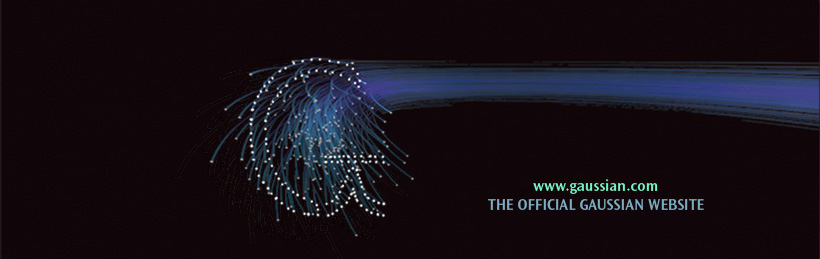 www.gaussian.com
THE OFFICIAL GAUSSIAN WEBSITE